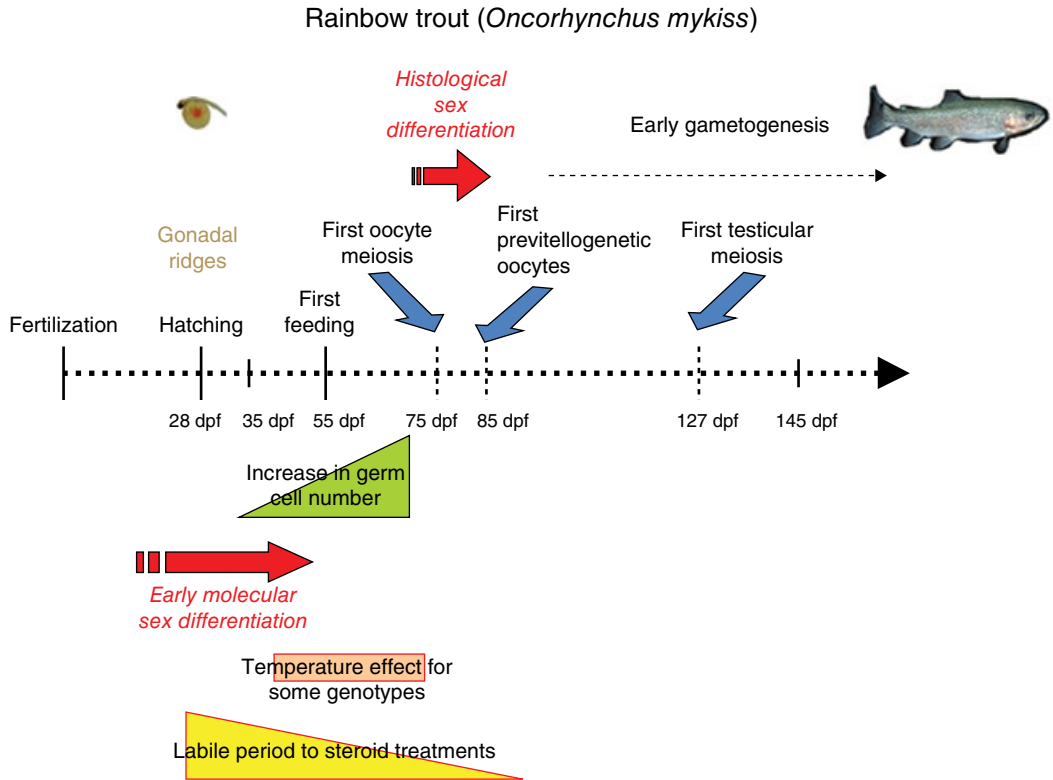 Rainbow trout (Oncorhynchus mykiss)
Histological
sex
differentiation
Early gametogenesis
Gonadal
ridges
First oocyte
meiosis
First
previtellogenetic
oocytes
First testicular
meiosis
Fertilization
Hatching
First
feeding
28 dpf
35 dpf
55 dpf
75 dpf
85 dpf
127 dpf
145 dpf
Increase in germ
cell number
Early molecular
sex differentiation
Temperature effect for
some genotypes
Labile period to steroid treatments